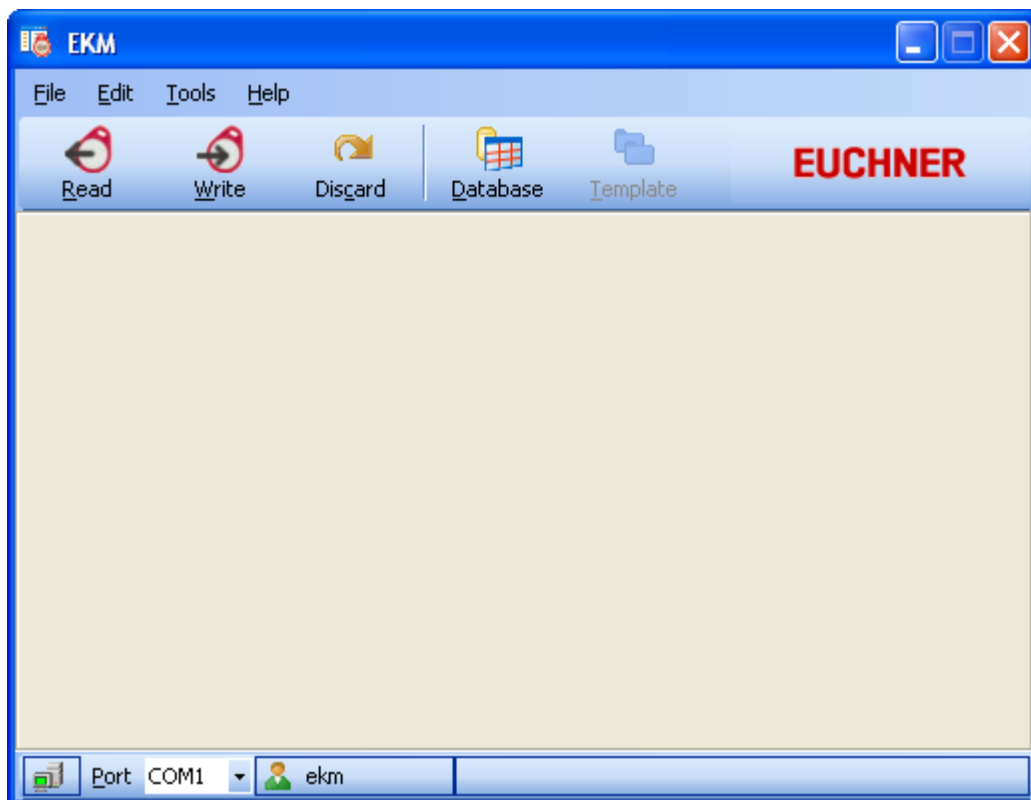 EKM
File Edit Tools Help
Read Write Discard Database Template EUCHNER
Port COM1 ekm